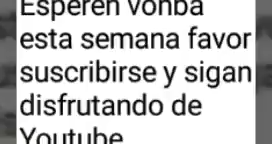 Esperen vonba
esta semana favor
suscribirse y sigan
disfrutando de
Youtube